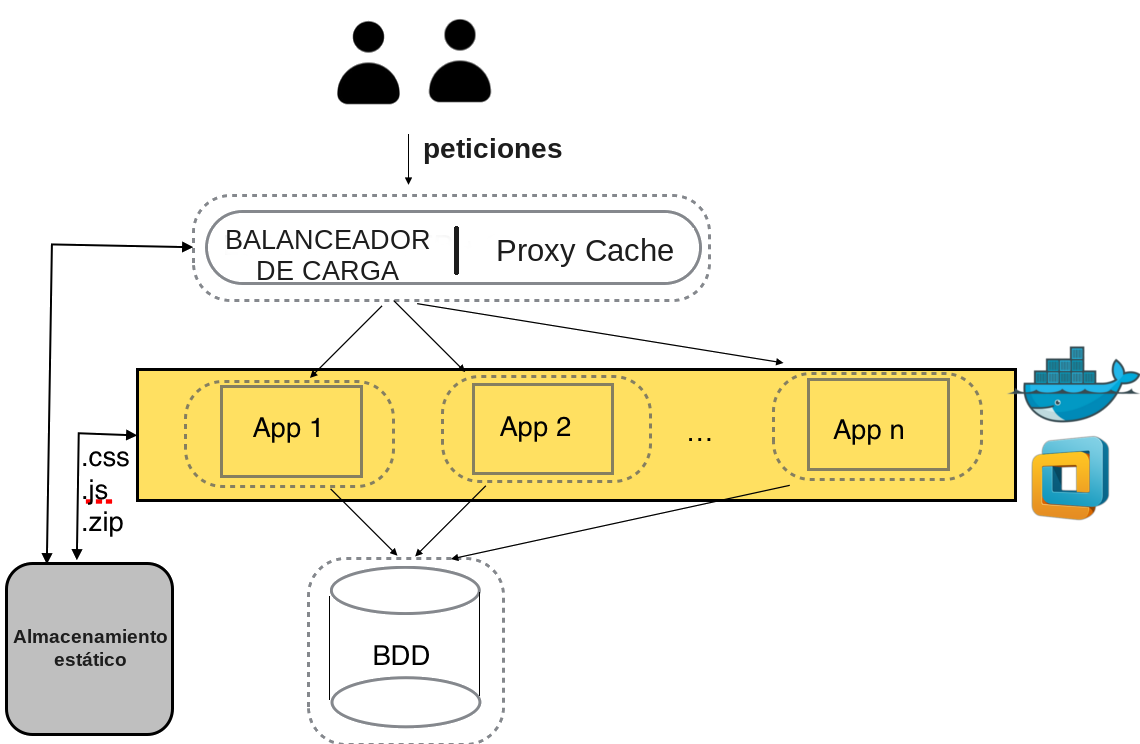 peticiones
BALANCEADOR
DE CARGA
Proxy Cache
App 1
App 2
...
App n
.css
.js
.zip
Almacenamiento
estático
BDD